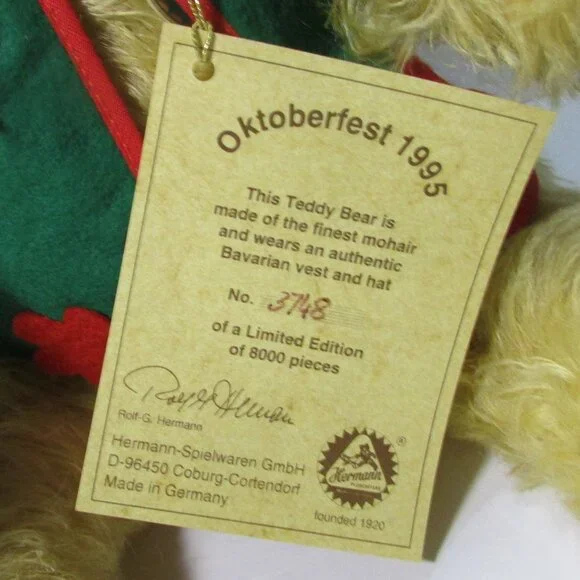 Oktoberfest 1995
This Teddy Bear is
made of the finest mohair
and wears an authentic
Bavarian vest and hat
No. 3748
of a Limited Edition
of 8000 pieces
Rolf-G. Hermann
Hermann-Spielwaren GmbH
D-96450 Coburg-Cortendorf
Made in Germany
Hermann
®
founded 1920